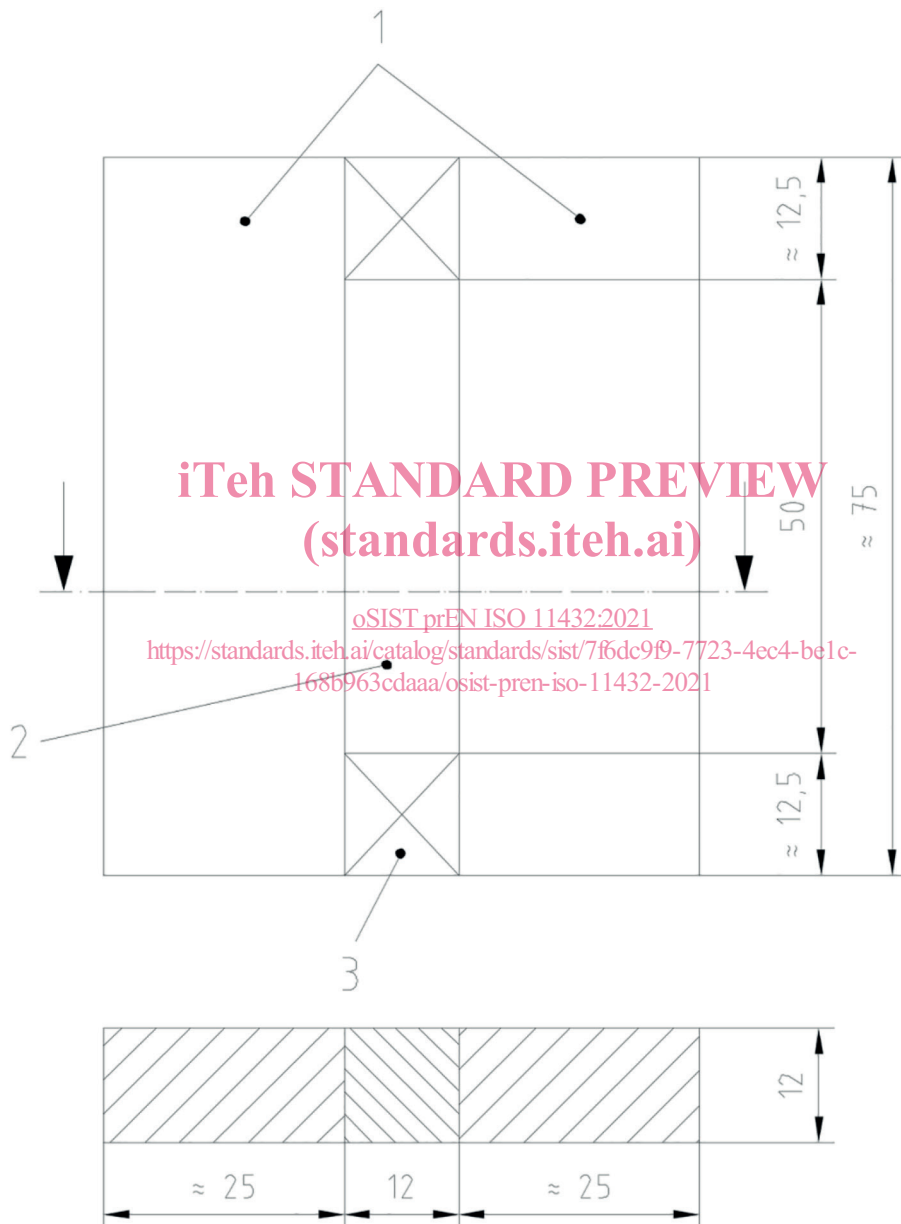 1
≈ 12,5
iTeh STANDARD PREVIEW
(standards.iteh.ai)
50
≈ 75
oSIST prEN ISO 11432:2021
https://standards.iteh.ai/catalog/standards/sist/7f6dc9f9-7723-4ec4-be1c-
168b963cdaaa/osist-pren-iso-11432-2021
2
≈ 12,5
3
12
≈ 25
12
≈ 25